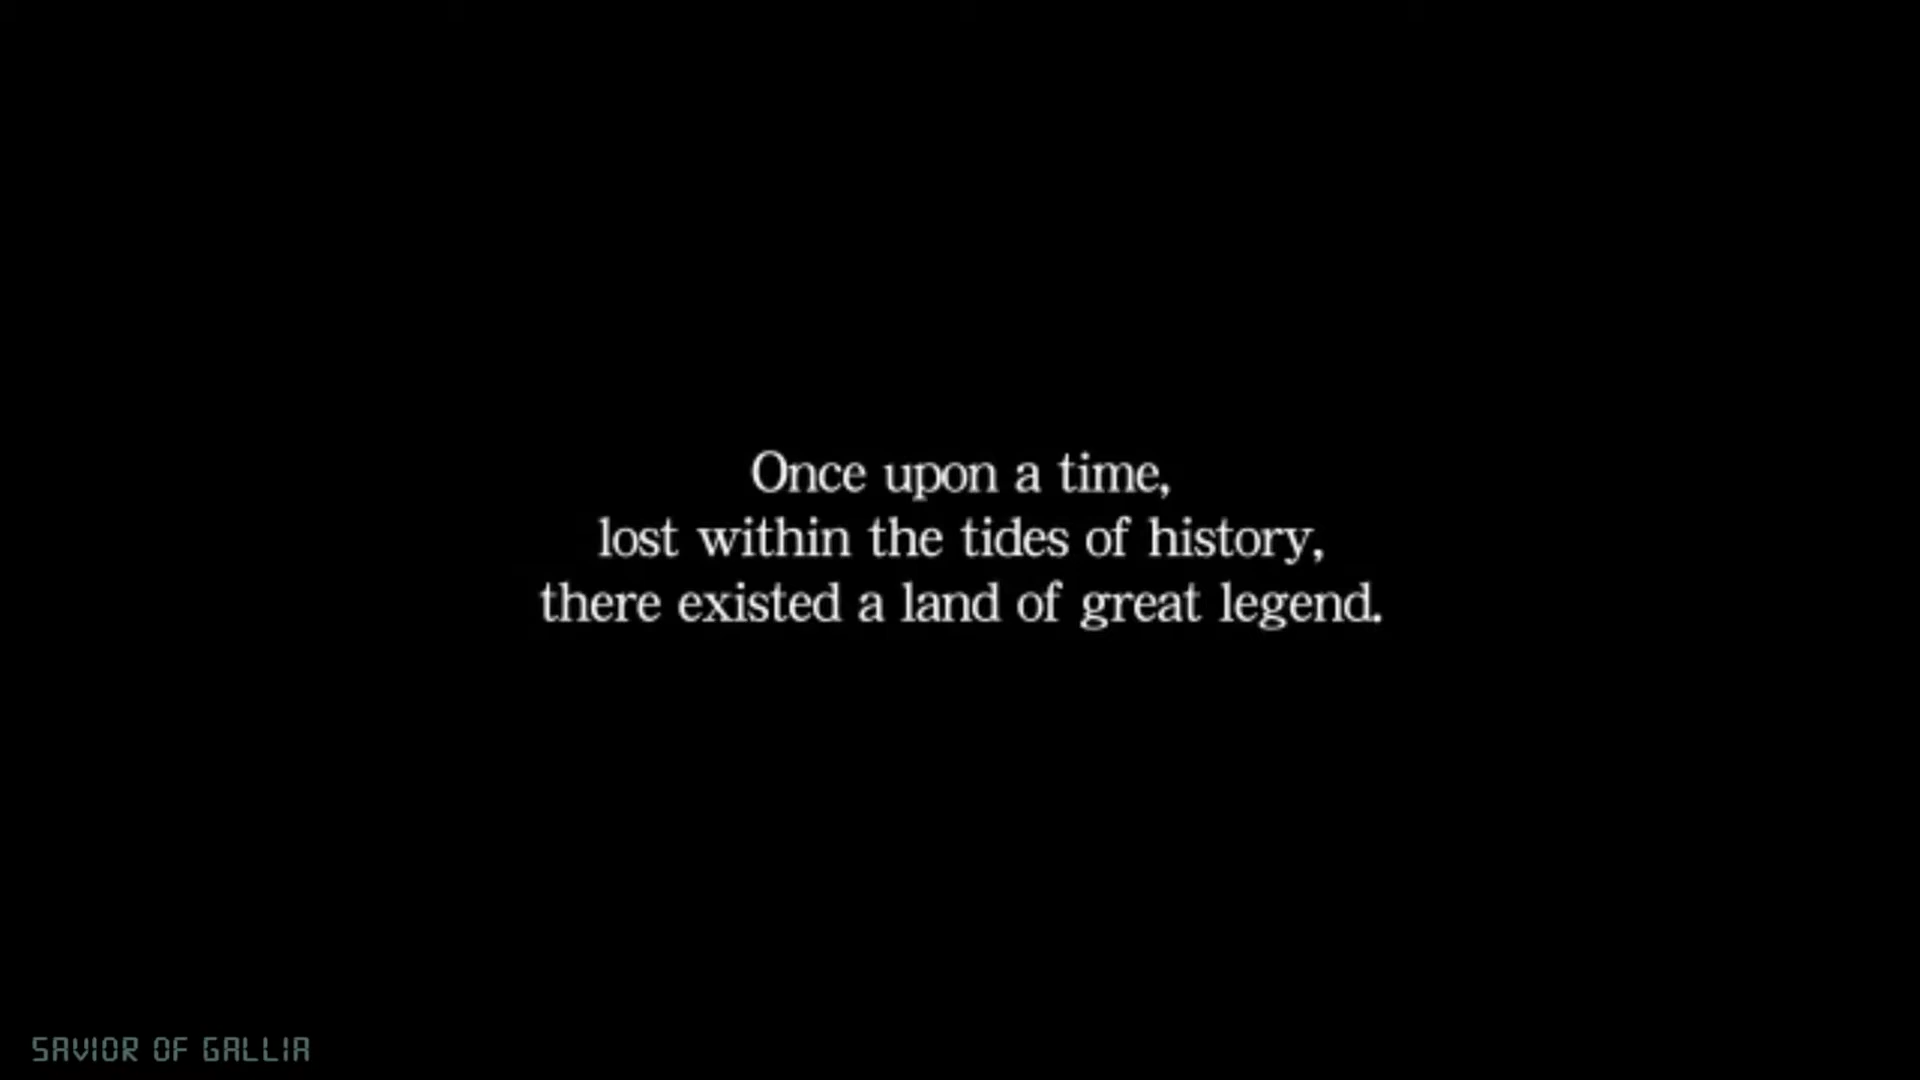 Once upon a time,
lost within the tides of history,
there existed a land of great legend.
SAVIOR OF GALLIA